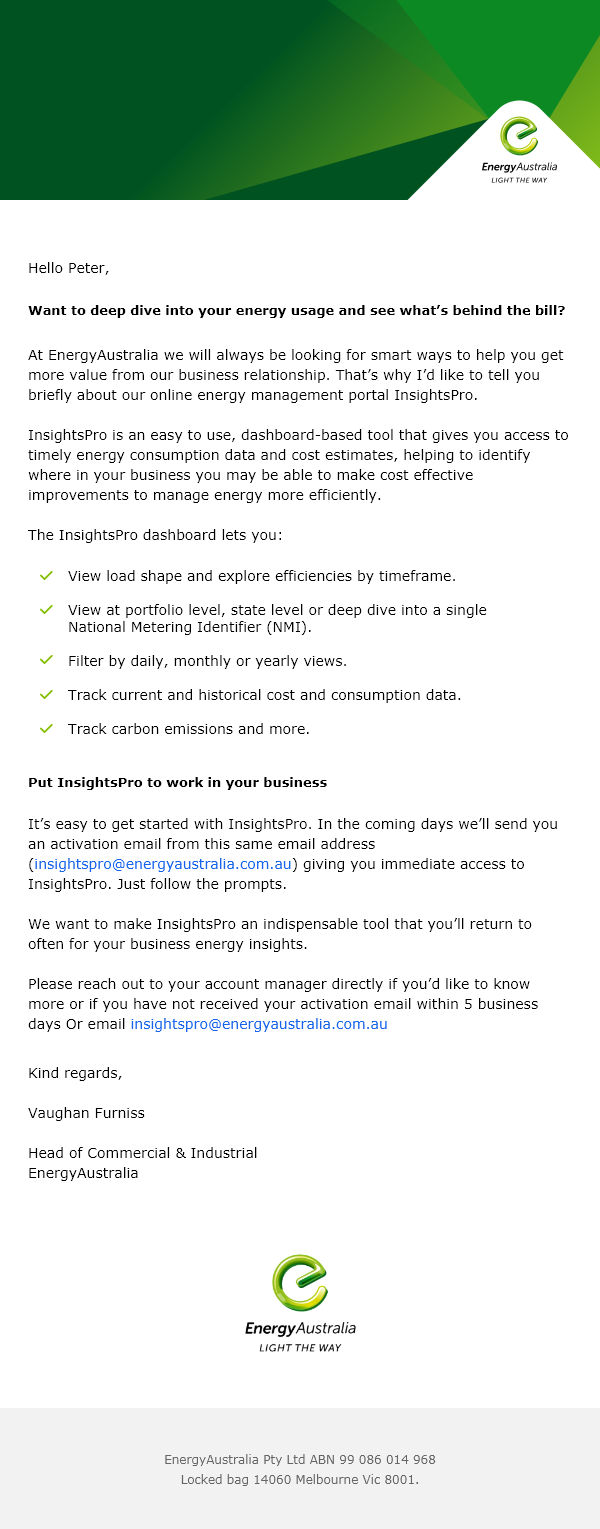 EnergyAustralia
LIGHT THE WAY
Hello Peter,
Want to deep dive into your energy usage and see what’s behind the bill?
At EnergyAustralia we will always be looking for smart ways to help you get
more value from our business relationship. That’s why I’d like to tell you
briefly about our online energy management portal InsightsPro.
InsightsPro is an easy to use, dashboard-based tool that gives you access to
timely energy consumption data and cost estimates, helping to identify
where in your business you may be able to make cost effective
improvements to manage energy more efficiently.
The InsightsPro dashboard lets you:
View load shape and explore efficiencies by timeframe.
View at portfolio level, state level or deep dive into a single
National Metering Identifier (NMI).
Filter by daily, monthly or yearly views.
Track current and historical cost and consumption data.
Track carbon emissions and more.
Put InsightsPro to work in your business
It’s easy to get started with InsightsPro. In the coming days we’ll send you
an activation email from this same email address
(insightspro@energyaustralia.com.au) giving you immediate access to
InsightsPro. Just follow the prompts.
We want to make InsightsPro an indispensable tool that you’ll return to
often for your business energy insights.
Please reach out to your account manager directly if you’d like to know
more or if you have not received your activation email within 5 business
days Or email insightspro@energyaustralia.com.au
Kind regards,
Vaughan Furniss
Head of Commercial & Industrial
EnergyAustralia
EnergyAustralia
LIGHT THE WAY
EnergyAustralia Pty Ltd ABN 99 086 014 968
Locked bag 14060 Melbourne Vic 8001.